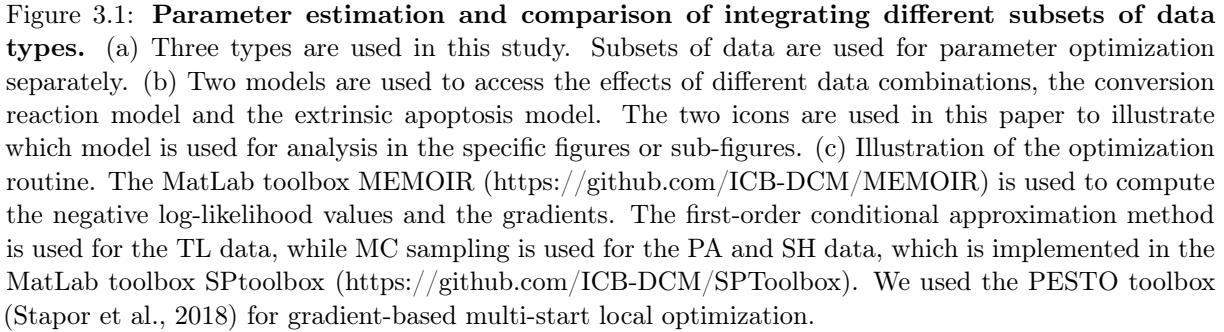 Figure 3.1: Parameter estimation and comparison of integrating different subsets of data
types. (a) Three types are used in this study. Subsets of data are used for parameter optimization
separately. (b) Two models are used to access the effects of different data combinations, the conversion
reaction model and the extrinsic apoptosis model. The two icons are used in this paper to illustrate
which model is used for analysis in the specific figures or sub-figures. (c) Illustration of the optimization
routine. The MatLab toolbox MEMOIR (https://github.com/ICB-DCM/MEMOIR) is used to compute
the negative log-likelihood values and the gradients. The first-order conditional approximation method
is used for the TL data, while MC sampling is used for the PA and SH data, which is implemented in the
MatLab toolbox SPtoolbox (https://github.com/ICB-DCM/SPToolbox). We used the PESTO toolbox
(Stapor et al., 2018) for gradient-based multi-start local optimization.